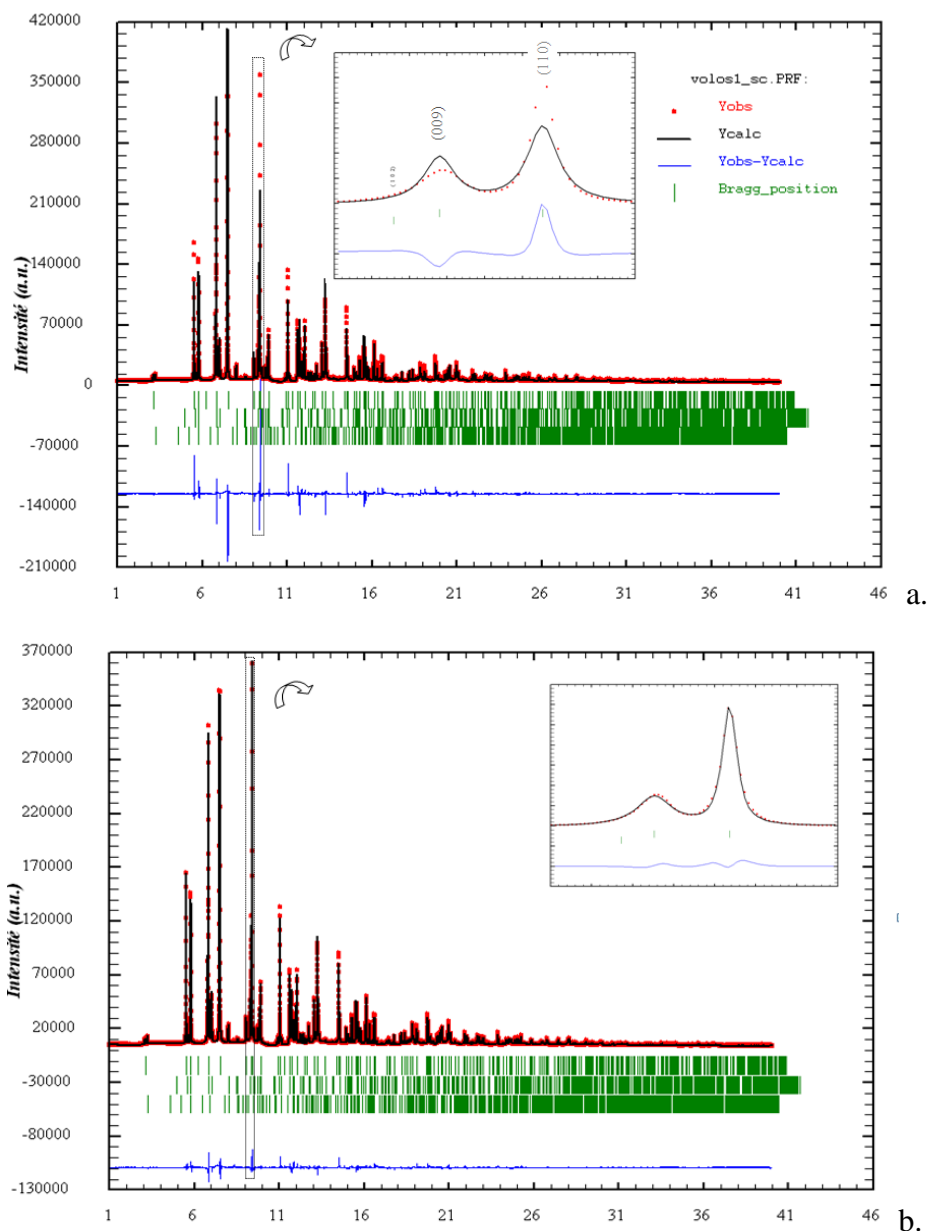 420000
350000
280000
210000
140000
70000
0
-70000
-140000
-210000
Intensité (a.u.)
(009)
(110)
volos1_sc.PRF:
Yobs
Ycalc
Yobs-Ycalc
Bragg_position
1 6 11 16 21 26 31 36 41 46
a.
370000
320000
270000
220000
170000
120000
70000
20000
-30000
-80000
-130000
Intensité (a.u.)
1 6 11 16 21 26 31 36 41 46
b.